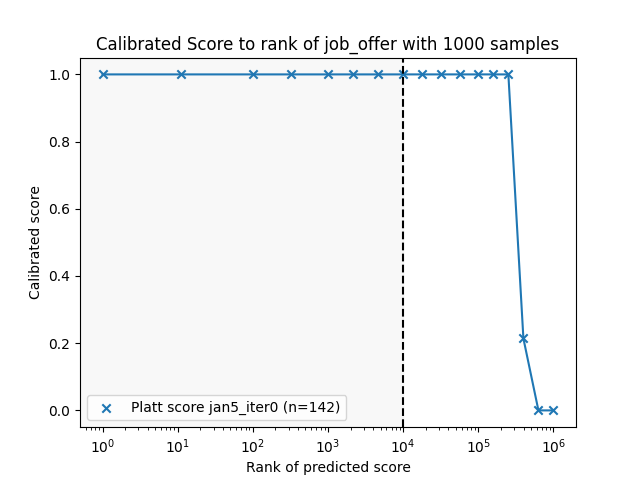 Calibrated Score to rank of job_offer with 1000 samples
Calibrated score
1.0
0.8
0.6
0.4
0.2
0.0
Platt score jan5_iter0 (n=142)
10⁰ 10¹ 10² 10³ 10⁴ 10⁵ 10⁶
Rank of predicted score